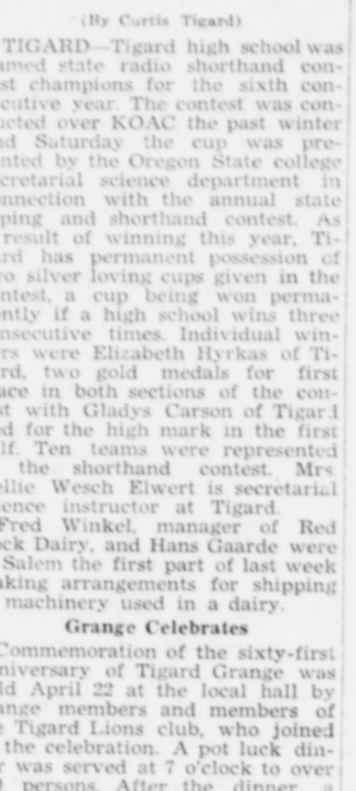 (By Curtis Tigard)
TIGARD—Tigard high school was
amed state radio shorthand con-
st champions for the sixth con-
cutive year. The contest was con-
ucted over KOAC the past winter
nd Saturday the cup was pre-
nted by the Oregon State college
cretarial science department in
nnection with the annual state
ping and shorthand contest. As
result of winning this year, Ti-
ard has permanent possession of
vo silver loving cups given in the
ntest, a cup being won perma-
ently if a high school wins three
nsecutive times. Individual win-
ers were Elizabeth Hyrkas of Ti-
ard, two gold medals for first
ace in both sections of the con-
st with Gladys Carson of Tigard
ed for the high mark in the first
lf. Ten teams were represented
the shorthand contest. Mrs.
ellie Wesch Elwert is secretarial
ience instructor at Tigard.
Fred Winkel, manager of Red
ock Dairy, and Hans Gaarde were
Salem the first part of last week
aking arrangements for shipping
machinery used in a dairy.
Grange Celebrates
Commemoration of the sixty-first
nniversary of Tigard Grange was
ld April 22 at the local hall by
ange members and members of
e Tigard Lions club, who joined
the celebration. A pot luck din-
r was served at 7 o'clock to over
persons. After the dinner, a